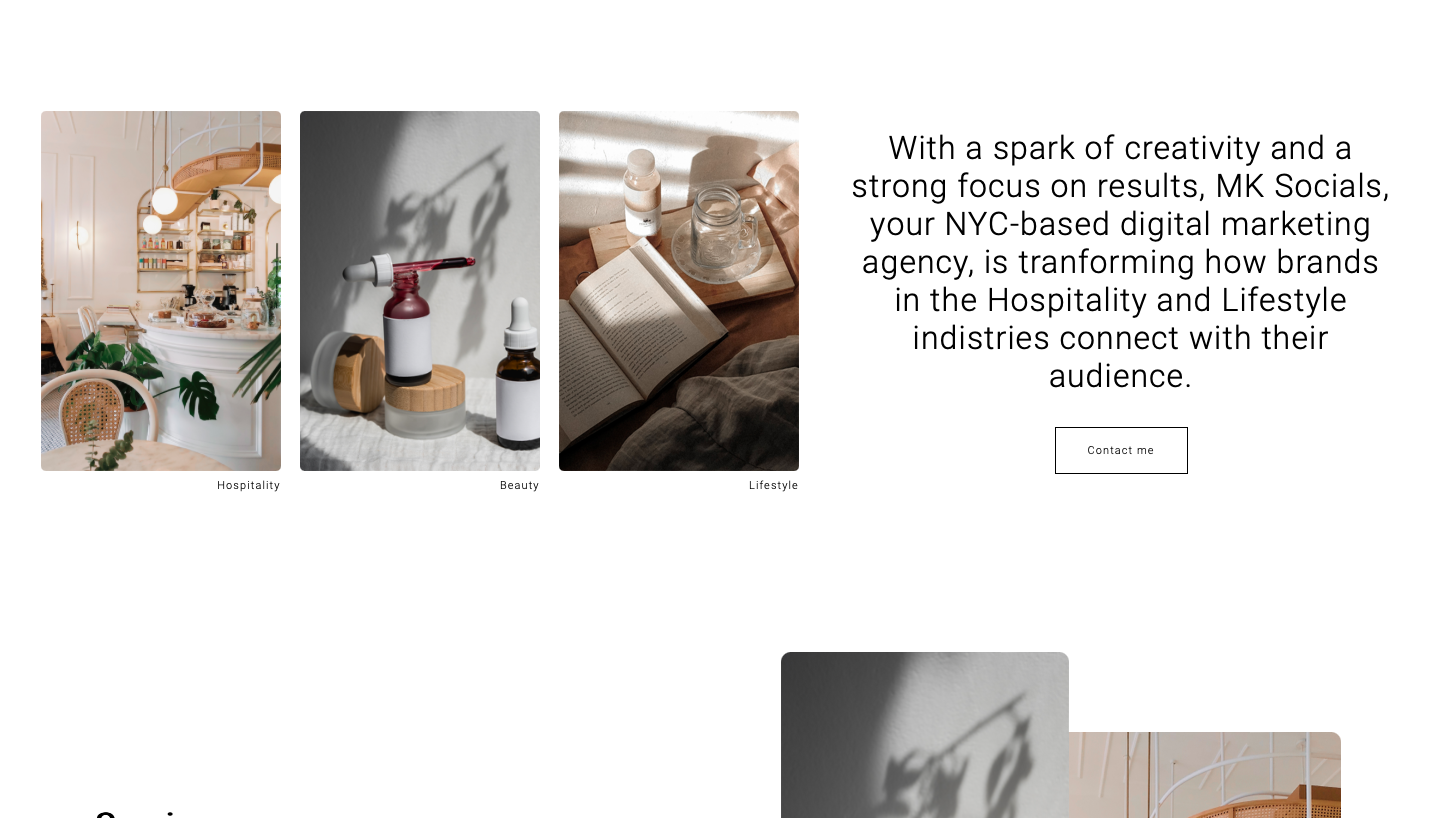 With a spark of creativity and a
strong focus on results, MK Socials,
your NYC-based digital marketing
agency, is tranforming how brands
in the Hospitality and Lifestyle
indistries connect with their
audience.
Contact me
Hospitality
Beauty
Lifestyle